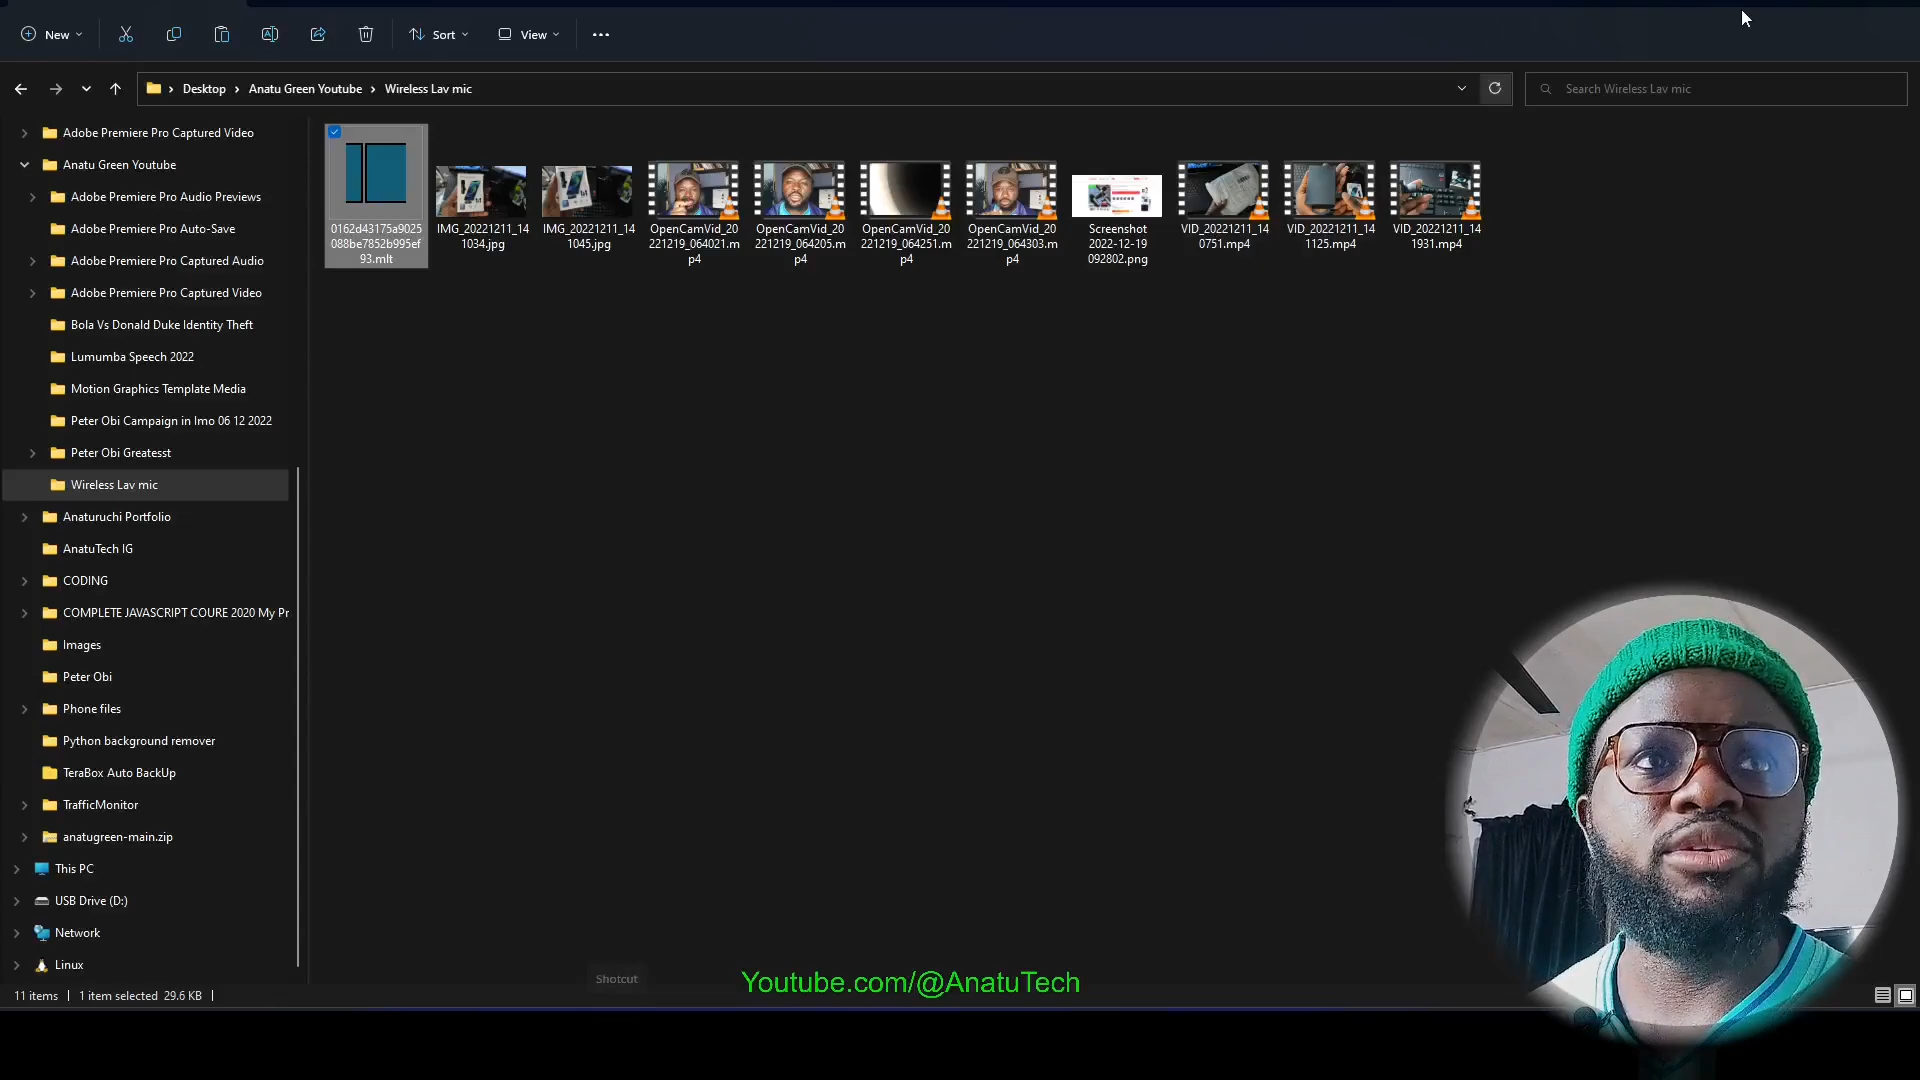 New
Sort
View
Desktop
Anatu Green Youtube
Wireless Lav mic
Search Wireless Lav mic
Adobe Premiere Pro Captured Video
Anatu Green Youtube
Adobe Premiere Pro Audio Previews
Adobe Premiere Pro Auto-Save
Adobe Premiere Pro Captured Audio
Adobe Premiere Pro Captured Video
Bola Vs Donald Duke Identity Theft
Lumumba Speech 2022
Motion Graphics Template Media
Peter Obi Campaign in Imo 06 12 2022
Peter Obi Greatesst
Wireless Lav mic
Anaturuchi Portfolio
AnatuTech IG
CODING
COMPLETE JAVASCRIPT COURE 2020 My Pr
Images
Peter Obi
Phone files
Python background remover
TeraBox Auto BackUp
TrafficMonitor
anatugreen-main.zip
This PC
USB Drive (D:)
Network
Linux
0162d43175a9025
088be7852b995ef
93.mlt
IMG_20221211_14
1034.jpg
IMG_20221211_14
1045.jpg
OpenCamVid_20
221219_064021.m
p4
OpenCamVid_20
221219_064205.m
p4
OpenCamVid_20
221219_064251.m
p4
OpenCamVid_20
221219_064303.m
p4
Screenshot
2022-12-19
092802.png
VID_20221211_14
0751.mp4
VID_20221211_14
1125.mp4
VID_20221211_14
1931.mp4
Shotcut
Youtube.com/@AnatuTech
11 items
1 item selected 29.6 KB